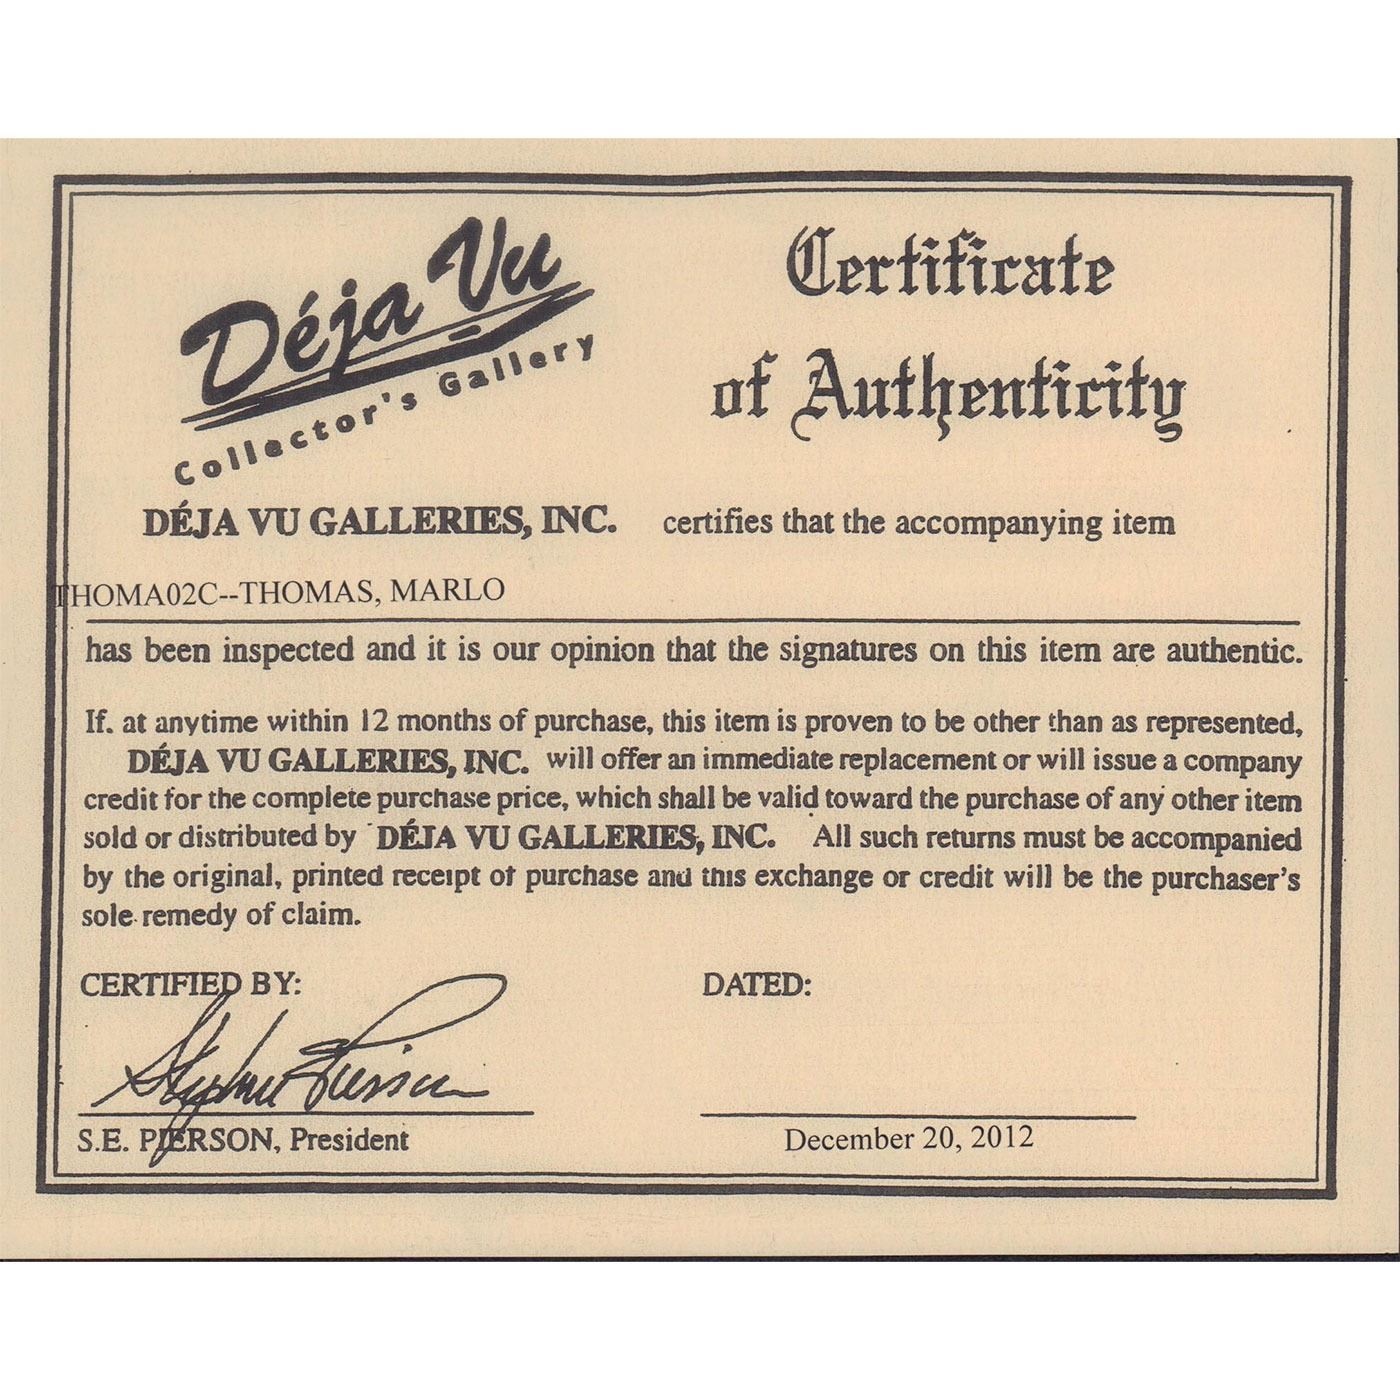 Déja Vu
Collector's Gallery
Certificate
of Authenticity
DÉJA VU GALLERIES, INC. certifies that the accompanying item
THOMA02C--THOMAS, MARLO
has been inspected and it is our opinion that the signatures on this item are authentic.
If. at anytime within 12 months of purchase, this item is proven to be other than as represented,
DÉJA VU GALLERIES, INC. will offer an immediate replacement or will issue a company
credit for the complete purchase price, which shall be valid toward the purchase of any other item
sold or distributed by DÉJA VU GALLERIES, INC. All such returns must be accompanied
by the original, printed receipt of purchase and this exchange or credit will be the purchaser's
sole remedy of claim.
CERTIFIED BY:
DATED:
Stephen Pierson
S.E. PIERSON, President
December 20, 2012